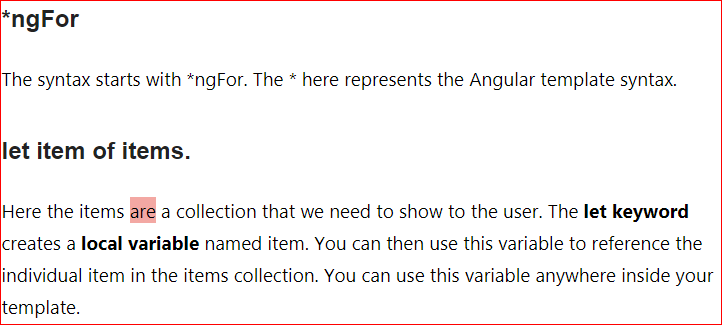 *ngFor
The syntax starts with *ngFor. The * here represents the Angular template syntax.
let item of items.
Here the items are a collection that we need to show to the user. The let keyword
creates a local variable named item. You can then use this variable to reference the
individual item in the items collection. You can use this variable anywhere inside your
template.